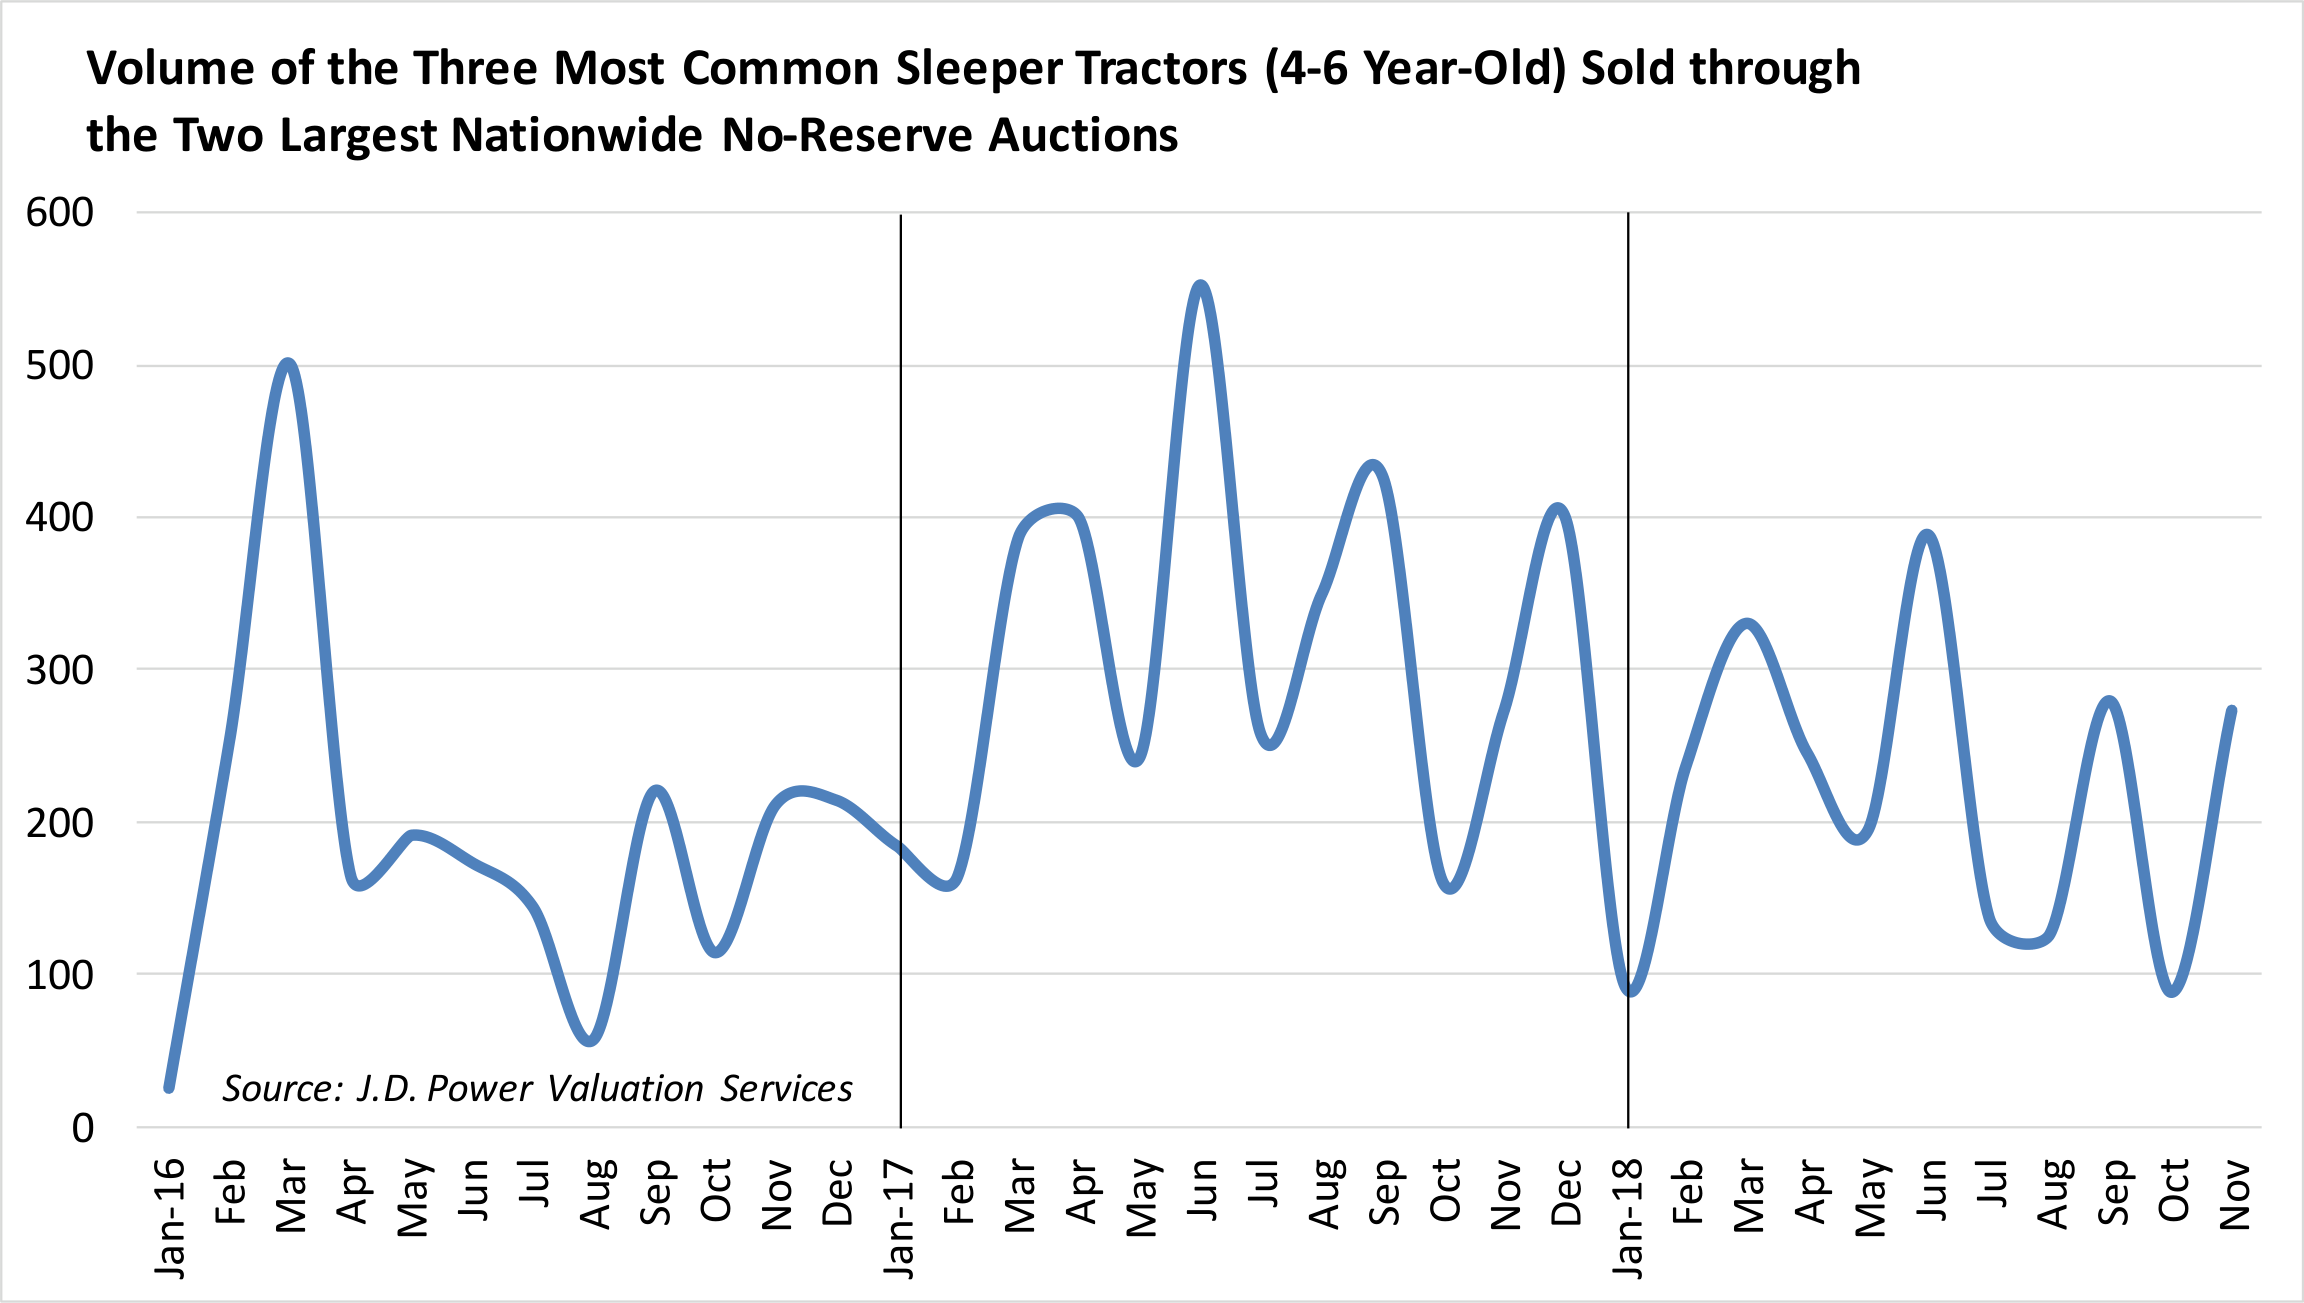 Volume of the Three Most Common Sleeper Tractors (4-6 Year-Old) Sold through
the Two Largest Nationwide No-Reserve Auctions
600
500
400
300
200
100
0
Source: J.D. Power Valuation Services
Jan-16
Feb
Mar
Apr
May
Jun
Jul
Aug
Sep
Oct
Nov
Dec
Jan-17
Feb
Mar
Apr
May
Jun
Jul
Aug
Sep
Oct
Nov
Dec
Jan-18
Feb
Mar
Apr
May
Jun
Jul
Aug
Sep
Oct
Nov